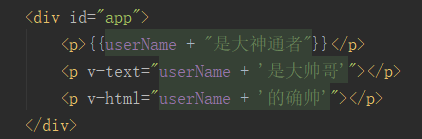 <div id="app">
<p>{{userName + "是大神通者"}}</p>
<p v-text="userName + '是大帅哥'"></p>
<p v-html="userName + '的确帅'"></p>
</div>